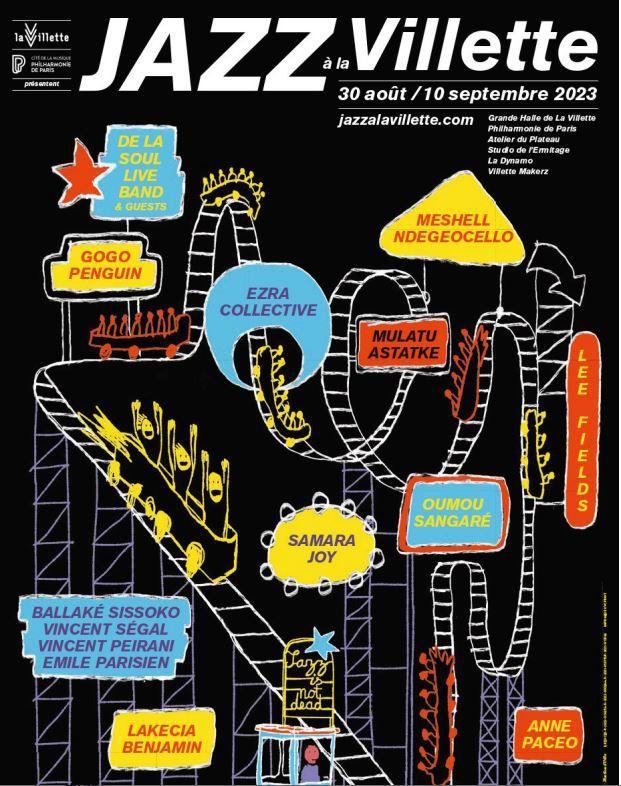 la Villette
CITÉ DE LA MUSIQUE
PHILHARMONIE
DE PARIS
présentent
JAZZ à la Villette
30 août / 10 septembre 2023
jazzalavillette.com
Grande Halle de La Villette
Philharmonie de Paris
Atelier du Plateau
Studio de l'Ermitage
La Dynamo
Villette Makerz
DE LA
SOUL
LIVE
BAND
& GUESTS
MESHELL
NDEGEOCELLO
GOGO
PENGUIN
EZRA
COLLECTIVE
MULATU
ASTATKE
LEE FIELDS
OUMOU
SANGARÉ
SAMARA
JOY
BALLAKÉ SISSOKO
VINCENT SÉGAL
VINCENT PEIRANI
EMILE PARISIEN
Jazz
is
not
dead
LAKECIA
BENJAMIN
ANNE
PACEO